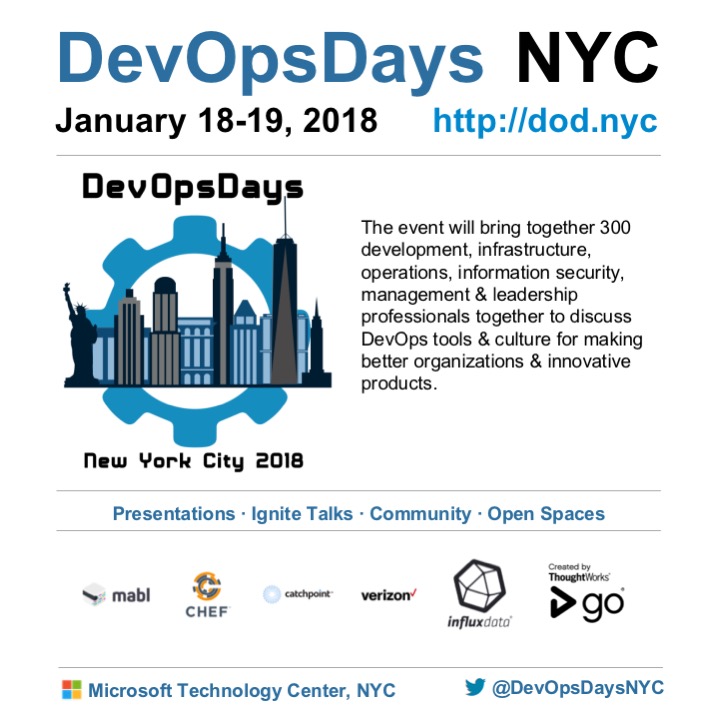 DevOpsDays NYC
January 18-19, 2018 http://dod.nyc
DevOpsDays
The event will bring together 300
development, infrastructure,
operations, information security,
management & leadership
professionals together to discuss
DevOps tools & culture for making
better organizations & innovative
products.
New York City 2018
Presentations · Ignite Talks · Community · Open Spaces
mabl
CHEF
catchpoint
verizon
influxdata
Created by
ThoughtWorks
go
Microsoft Technology Center, NYC
@DevOpsDaysNYC